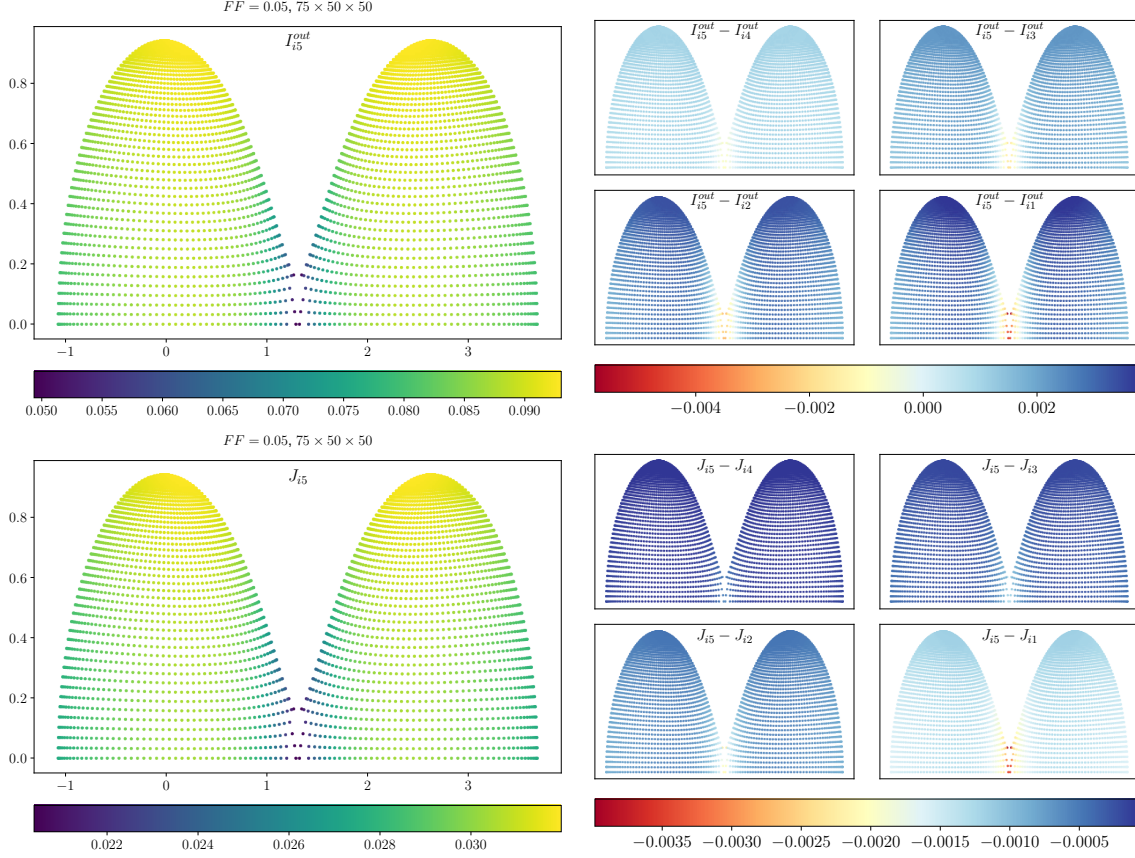 FF = 0.05, 75 × 50 × 50
I_{i5}^{out}
0.8
0.6
0.4
0.2
0.0
−1 0 1 2 3
0.050 0.055 0.060 0.065 0.070 0.075 0.080 0.085 0.090
I_{i5}^{out} − I_{i4}^{out}
I_{i5}^{out} − I_{i3}^{out}
I_{i5}^{out} − I_{i2}^{out}
I_{i5}^{out} − I_{i1}^{out}
−0.004 −0.002 0.000 0.002
FF = 0.05, 75 × 50 × 50
J_{i5}
0.8
0.6
0.4
0.2
0.0
−1 0 1 2 3
0.022 0.024 0.026 0.028 0.030
J_{i5} − J_{i4}
J_{i5} − J_{i3}
J_{i5} − J_{i2}
J_{i5} − J_{i1}
−0.0035 −0.0030 −0.0025 −0.0020 −0.0015 −0.0010 −0.0005